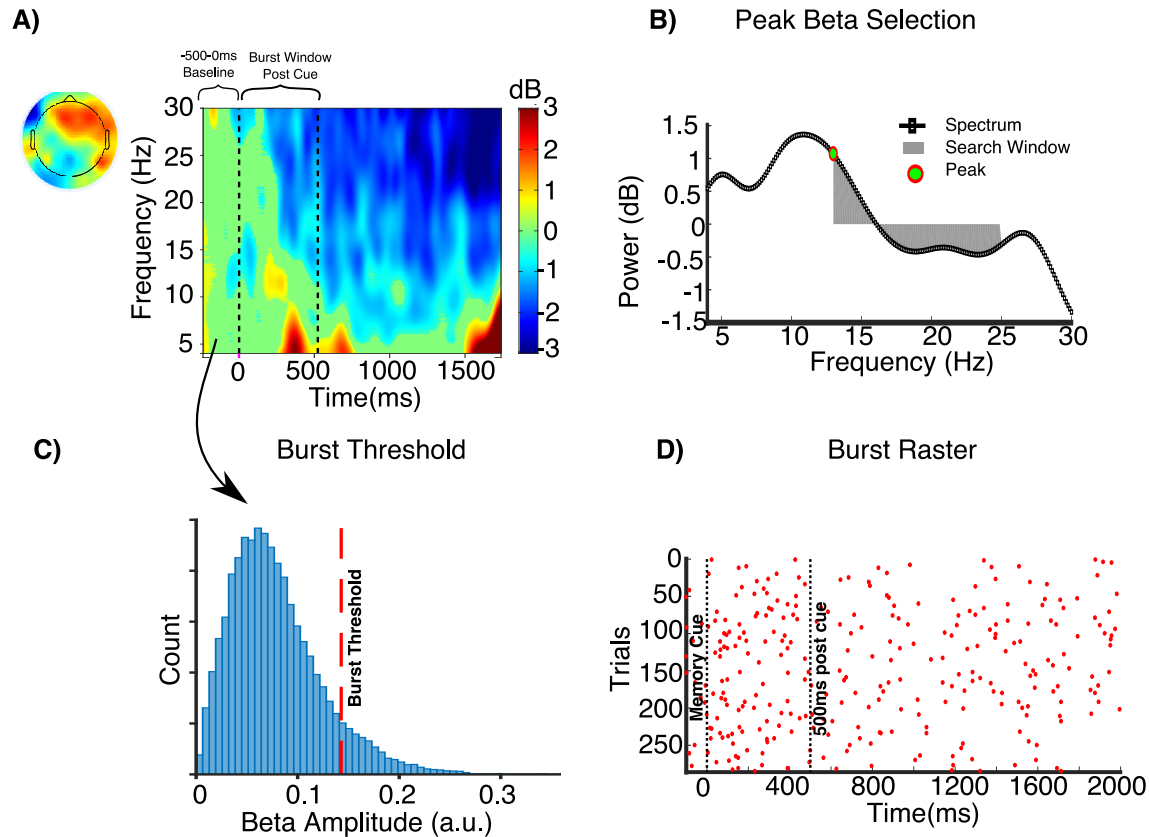 A)
-500-0ms
Baseline
Burst Window
Post Cue
dB
30
25
20
15
10
5
Frequency (Hz)
0
500
1000
1500
Time(ms)
3
2
1
0
-1
-2
-3
B)
Peak Beta Selection
Spectrum
Search Window
Peak
1.5
1
0.5
0
-0.5
-1
-1.5
Power (dB)
5
10
15
20
25
30
Frequency (Hz)
C)
Burst Threshold
Count
Burst Threshold
0
0.1
0.2
0.3
Beta Amplitude (a.u.)
D)
Burst Raster
0
50
100
150
200
250
Trials
Memory Cue
500ms post cue
0
400
800
1200
1600
2000
Time(ms)